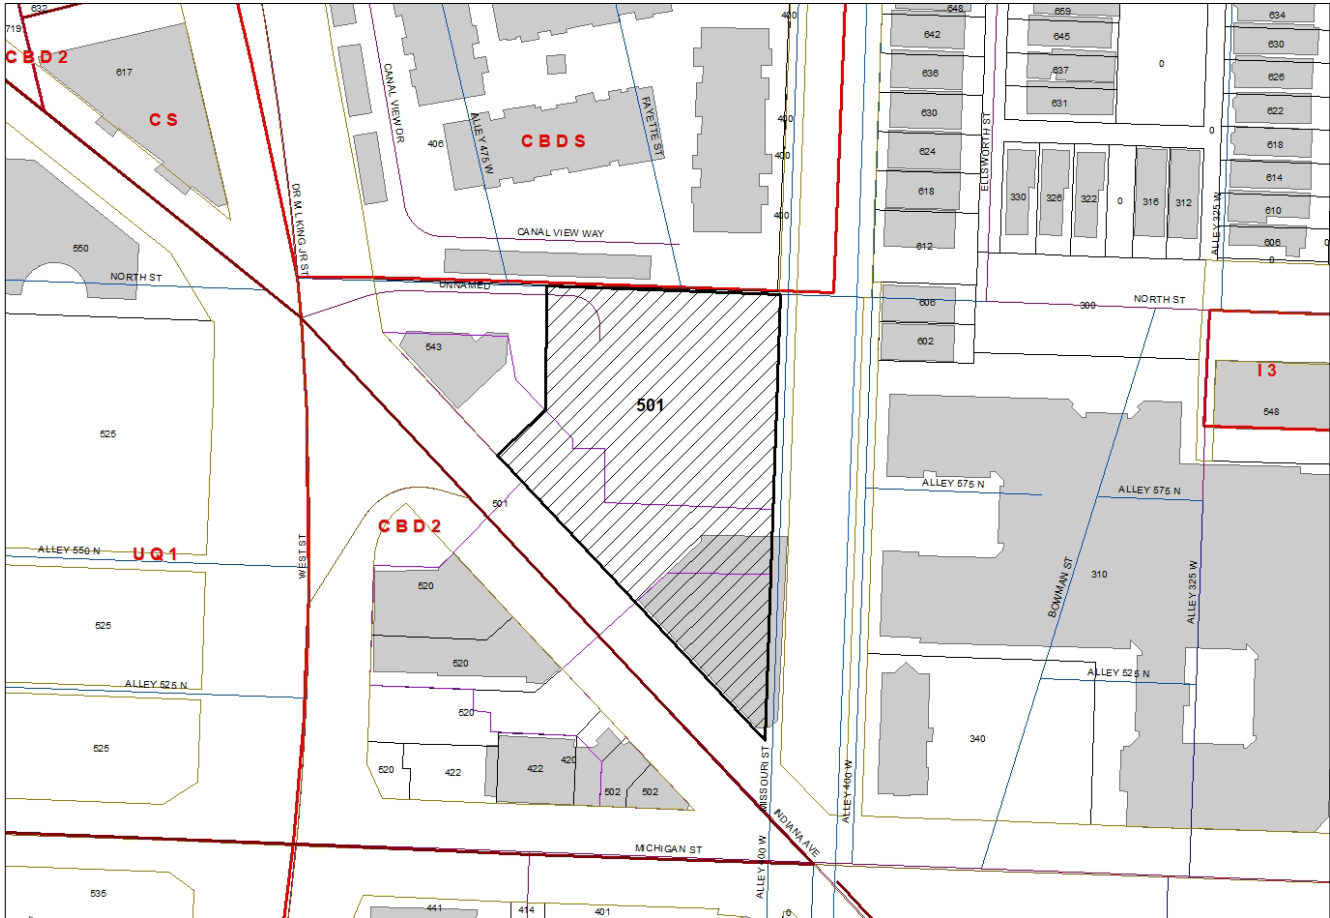 632
719
CBD2
617
CS
550
NORTH ST
DR M L KING JR ST
CANAL VIEW DR
ALLEY 475 W
406
CBDS
FAYETTE ST
CANAL VIEW WAY
UNNAMED
400
400
400
400
648
642
636
630
624
618
612
606
602
ELLSWORTH ST
659
645
637
631
0
0
330
326
322
0
316
312
ALLEY 325 W
634
630
626
622
618
614
610
606
0
0
300
NORTH ST
I3
548
543
501
525
501
CBD2
ALLEY 575 N
ALLEY 575 N
ALLEY 550 N
UQ1
WEST ST
520
BOWMAN ST
310
ALLEY 325 W
525
520
ALLEY 525 N
ALLEY 525 N
520
525
340
520
422
422
420
502
502
MISSOURI ST
ALLEY 400 W
INDIANA AVE
MICHIGAN ST
ALLEY 400 W
535
441
414
401
0